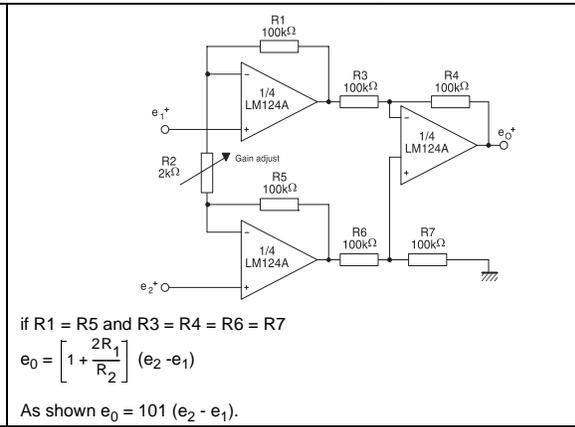 R1
100kΩ
R3
100kΩ
R4
100kΩ
1/4
LM124A
e1+
1/4
LM124A
eO+
R2
2kΩ
Gain adjust
R5
100kΩ
R6
100kΩ
R7
100kΩ
1/4
LM124A
e2+
if R1 = R5 and R3 = R4 = R6 = R7
e0 = [1 + 2R1/R2] (e2 -e1)
As shown e0 = 101 (e2 - e1).